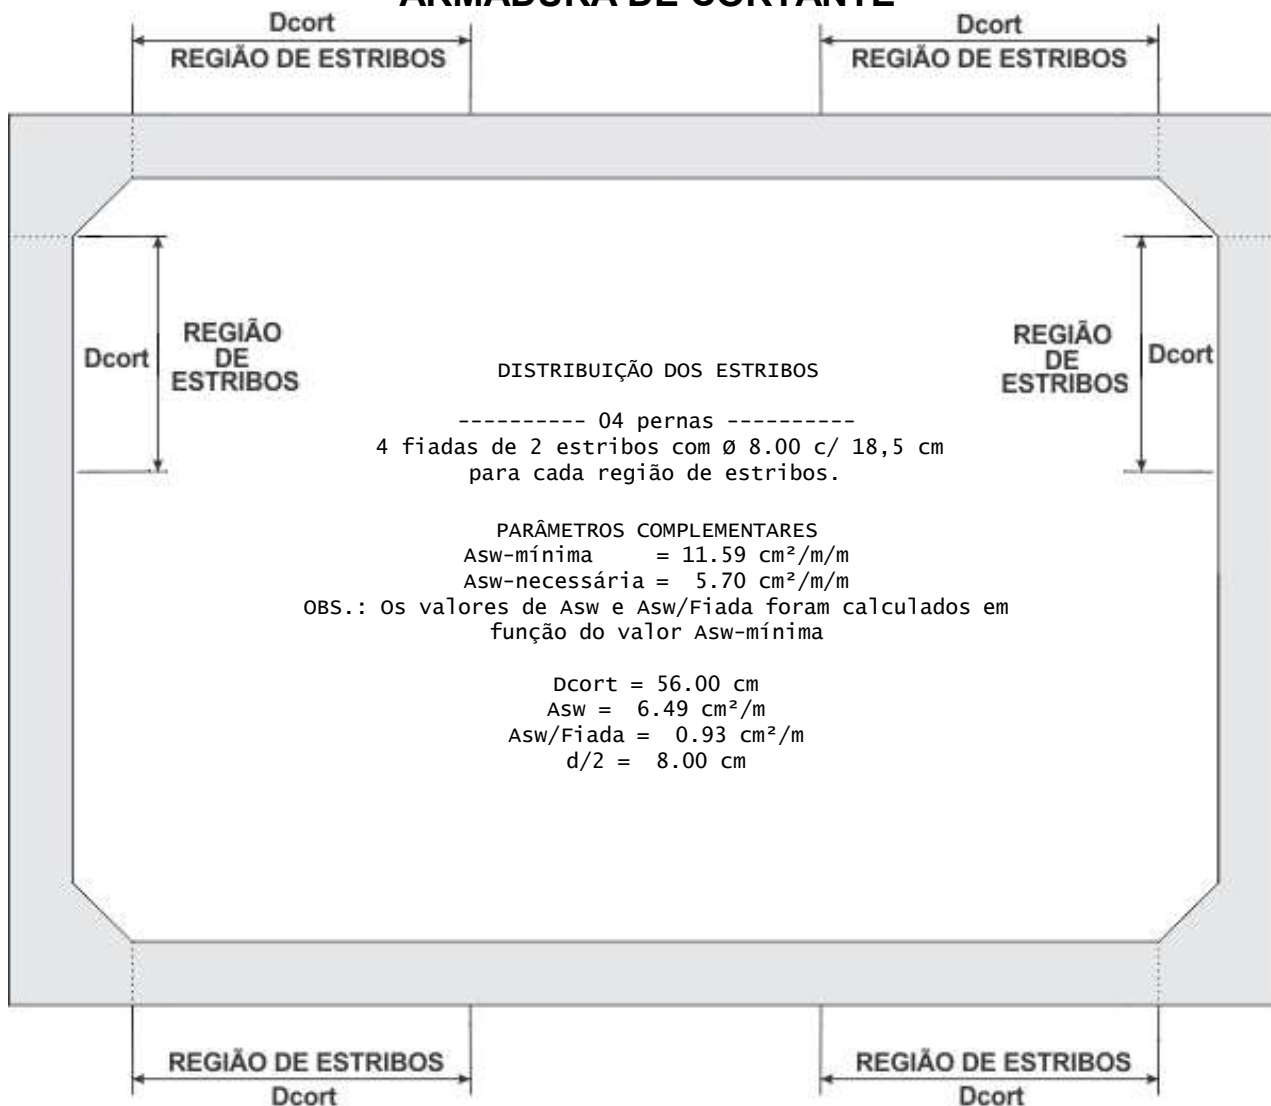 ARMADURA DE CORTANTE
Dcort
REGIÃO DE ESTRIBOS
Dcort
REGIÃO DE ESTRIBOS
Dcort
REGIÃO
DE
ESTRIBOS
REGIÃO
DE
ESTRIBOS
Dcort
DISTRIBUIÇÃO DOS ESTRIBOS
---------- 04 pernas ----------
4 fiadas de 2 estribos com Ø 8.00 c/ 18,5 cm
para cada região de estribos.
PARÂMETROS COMPLEMENTARES
Asw-mínima = 11.59 cm²/m/m
Asw-necessária = 5.70 cm²/m/m
OBS.: Os valores de Asw e Asw/Fiada foram calculados em
função do valor Asw-mínima
Dcort = 56.00 cm
Asw = 6.49 cm²/m
Asw/Fiada = 0.93 cm²/m
d/2 = 8.00 cm
REGIÃO DE ESTRIBOS
Dcort
REGIÃO DE ESTRIBOS
Dcort